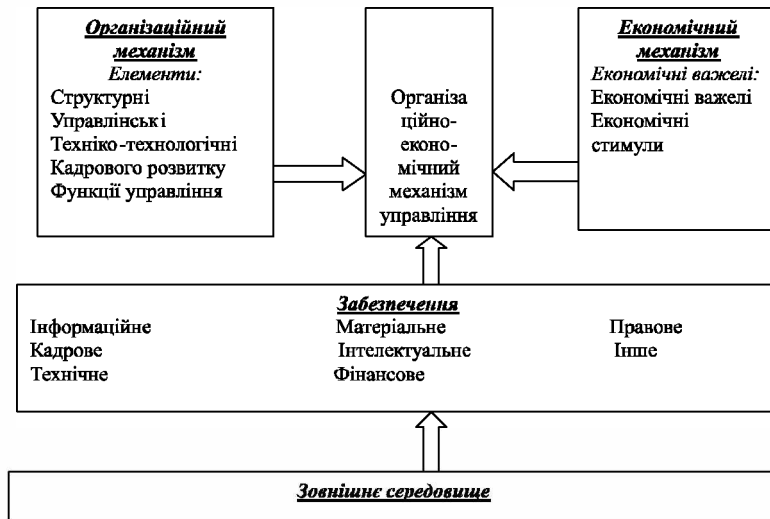 Організаційний
механізм
Елементи:
Структурні
Управлінські
Техніко-технологічні
Кадрового розвитку
Функції управління
Організа
ційно-
еконо-
мічний
механізм
управління
Економічний
механізм
Економічні важелі:
Економічні важелі
Економічні
стимули
Забезпечення
Інформаційне Матеріальне Правове
Кадрове Інтелектуальне Інше
Технічне Фінансове
Зовнішнє середовище